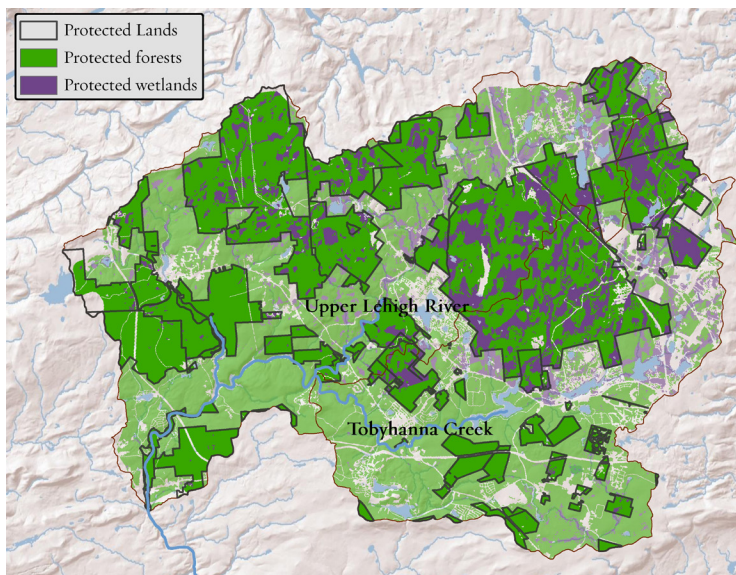 Protected Lands
Protected forests
Protected wetlands
Upper Lehigh River
Tobyhanna Creek